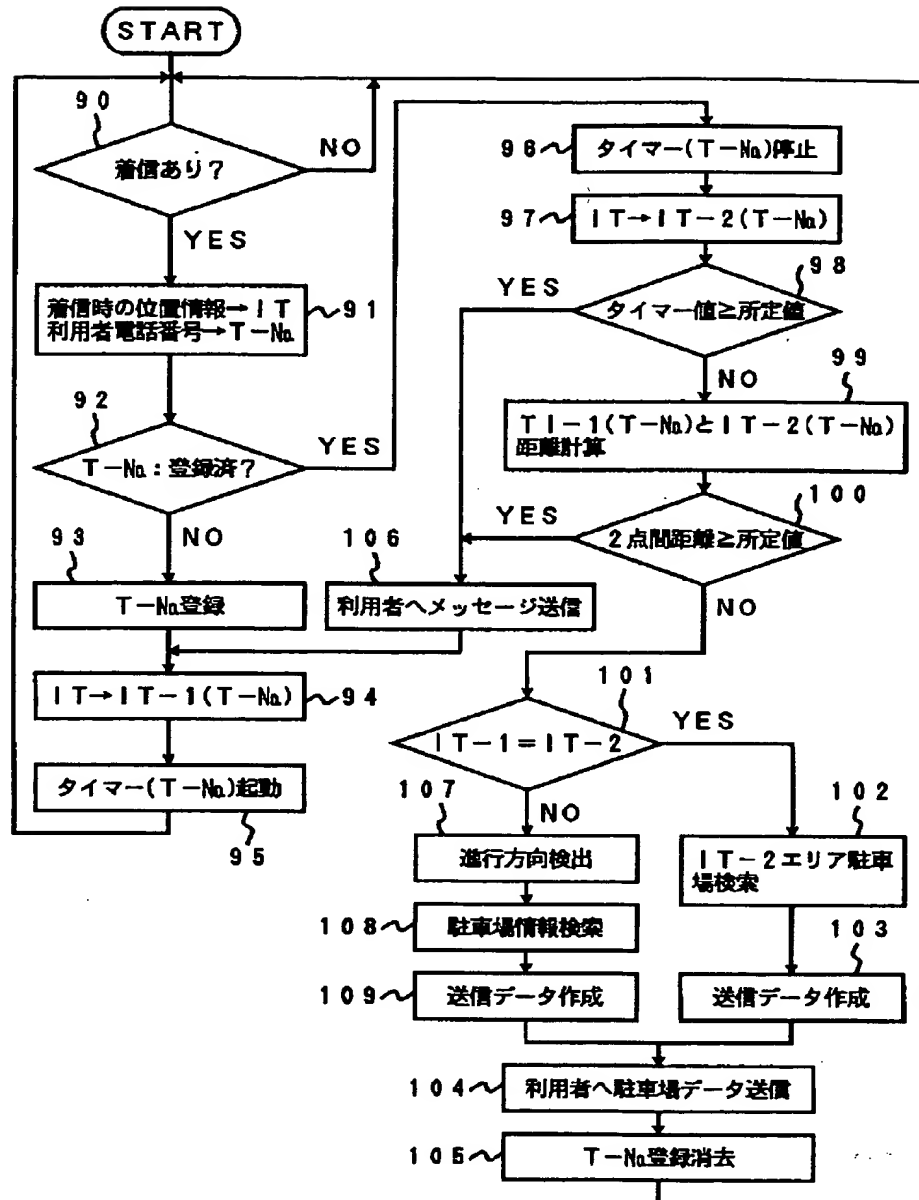 START
90
着信あり?
NO
YES
着信時の位置情報→IT
利用者電話番号→T-No.
91
92
T-No.:登録済?
YES
NO
93
T-No.登録
IT→IT-1(T-No.)
94
タイマー(T-No.)起動
95
96
タイマー(T-No.)停止
97
IT→IT-2(T-No.)
98
YES
タイマー値≧所定値
NO
99
TI-1(T-No.)とIT-2(T-No.)
距離計算
100
YES
2点間距離≧所定値
NO
106
利用者へメッセージ送信
101
IT-1=IT-2
YES
NO
107
進行方向検出
108
駐車場情報検索
109
送信データ作成
102
IT-2エリア駐車
場検索
103
送信データ作成
104
利用者へ駐車場データ送信
105
T-No.登録消去